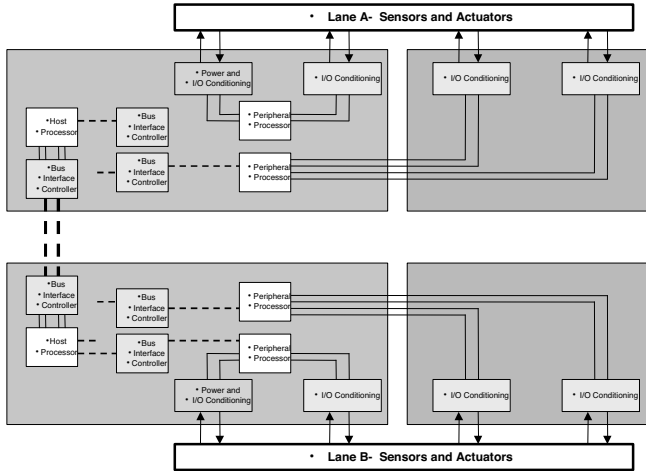 • Lane A- Sensors and Actuators
• Power and
• I/O Conditioning
• I/O Conditioning
• I/O Conditioning
• I/O Conditioning
•Host
• Processor
•Bus
• Interface
• Controller
• Peripheral
• Processor
• Bus
• Interface
• Controller
•Bus
• Interface
• Controller
• Peripheral
• Processor
• Bus
• Interface
• Controller
•Bus
• Interface
• Controller
• Peripheral
• Processor
•Host
• Processor
•Bus
• Interface
• Controller
• Peripheral
• Processor
• Power and
• I/O Conditioning
• I/O Conditioning
• I/O Conditioning
• I/O Conditioning
• Lane B- Sensors and Actuators